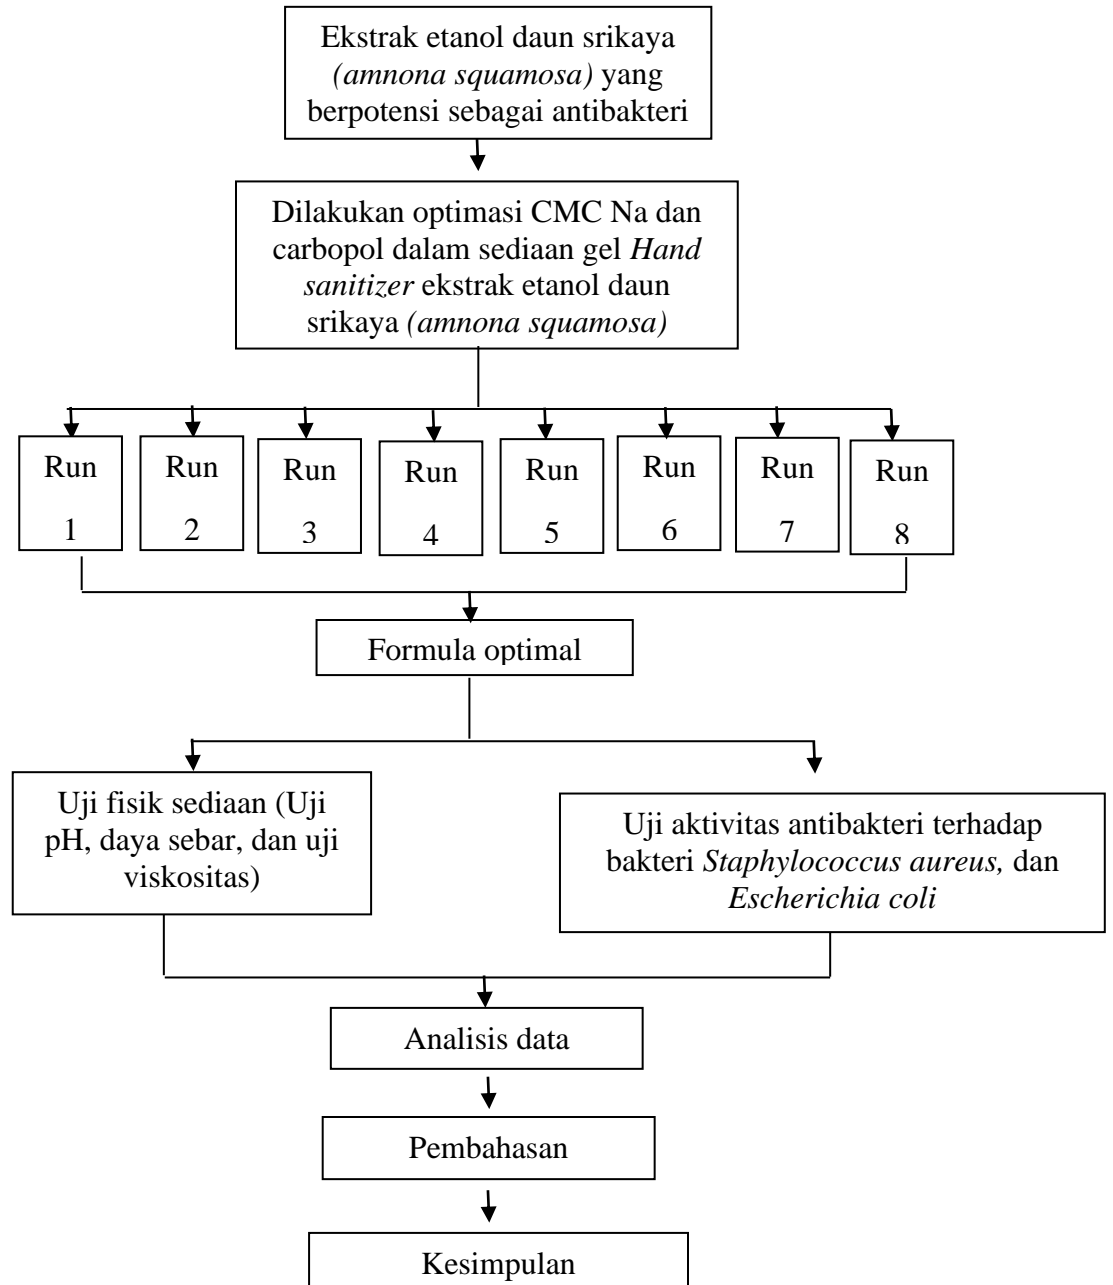 Ekstrak etanol daun srikaya
(amnona squamosa) yang
berpotensi sebagai antibakteri
Dilakukan optimasi CMC Na dan
carbopol dalam sediaan gel Hand
sanitizer ekstrak etanol daun
srikaya (amnona squamosa)
Run
1
Run
2
Run
3
Run
4
Run
5
Run
6
Run
7
Run
8
Formula optimal
Uji fisik sediaan (Uji
pH, daya sebar, dan uji
viskositas)
Uji aktivitas antibakteri terhadap
bakteri Staphylococcus aureus, dan
Escherichia coli
Analisis data
Pembahasan
Kesimpulan